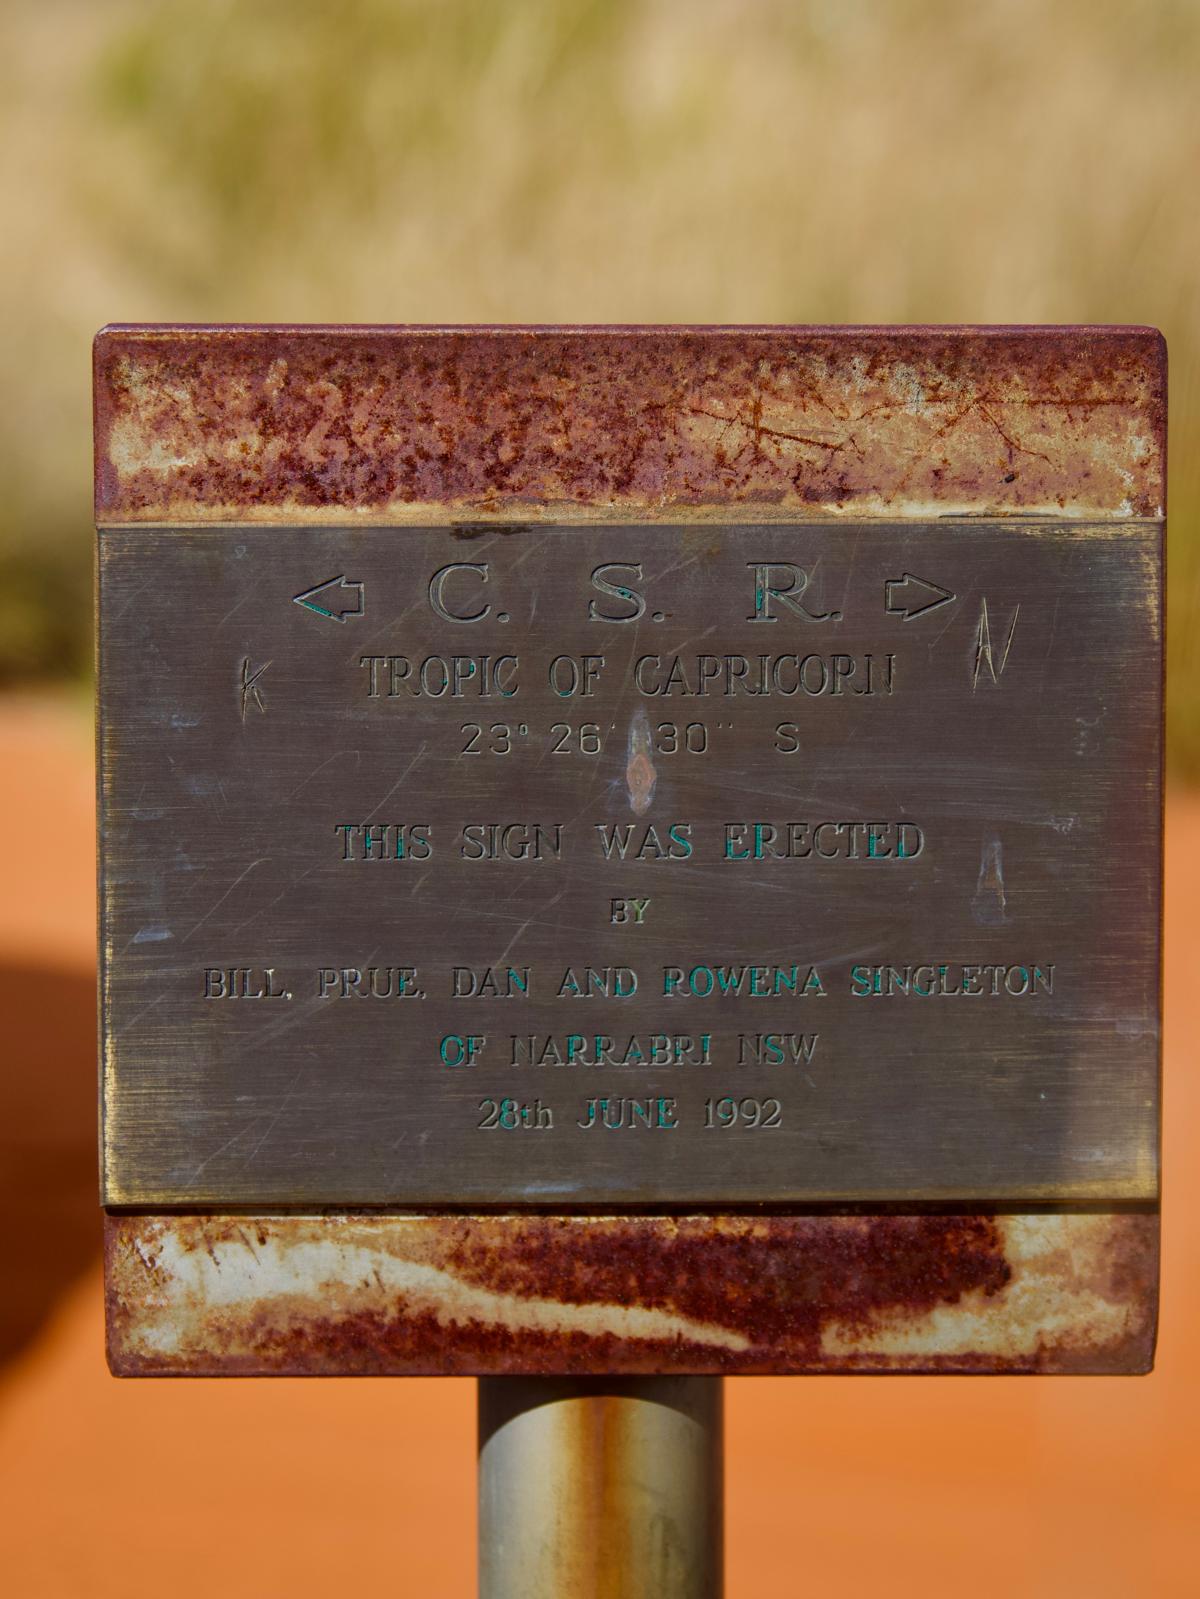 ⇦ C. S. R. ⇨
K
N
TROPIC OF CAPRICORN
23° 26' 30" S
THIS SIGN WAS ERECTED
BY
BILL, PRUE, DAN AND ROWENA SINGLETON
OF NARRABRI NSW
28th JUNE 1992